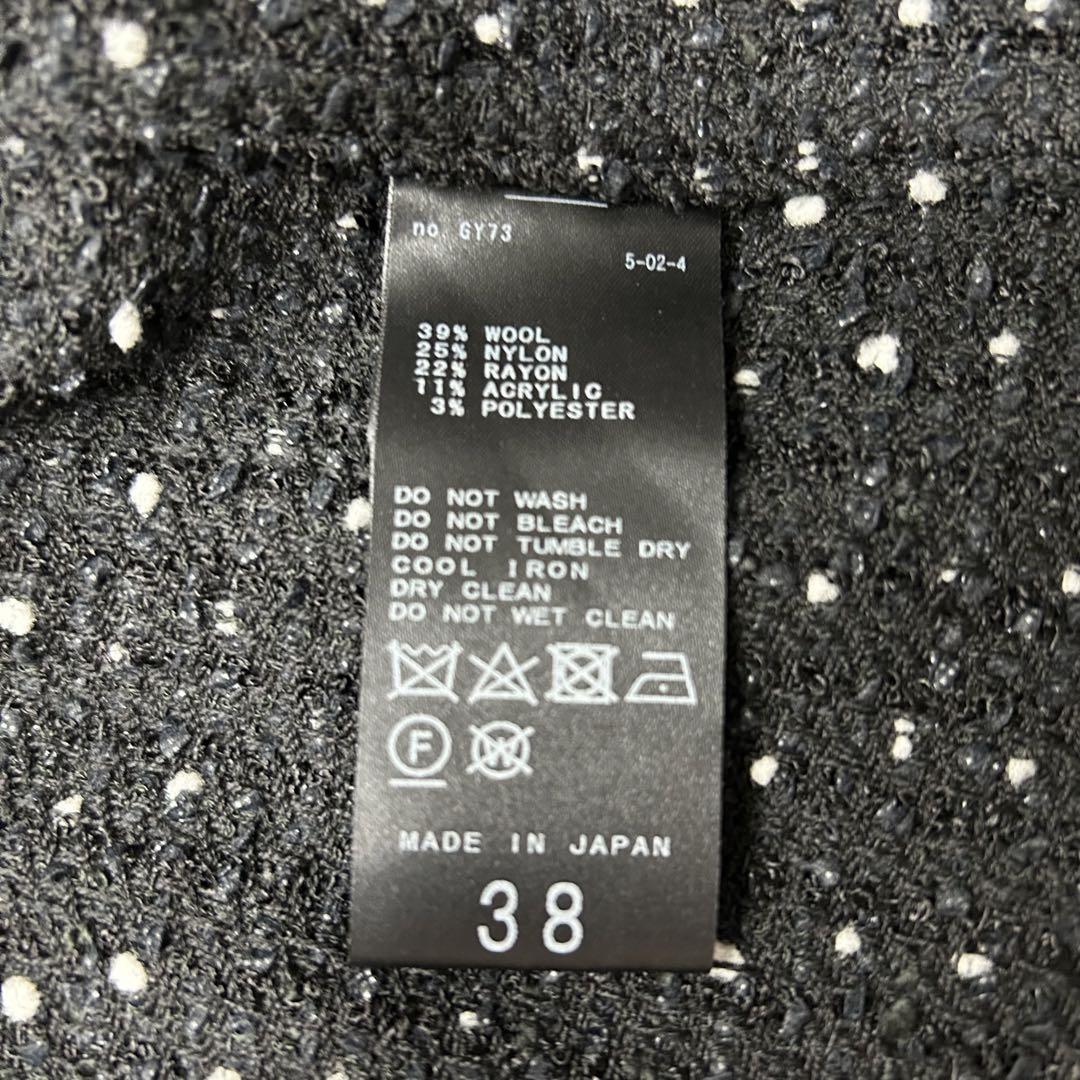 no GY73
5-02-4
39% WOOL
25% NYLON
22% RAYON
11% ACRYLIC
3% POLYESTER
DO NOT WASH
DO NOT BLEACH
DO NOT TUMBLE DRY
COOL IRON
DRY CLEAN
DO NOT WET CLEAN
F W
MADE IN JAPAN
38